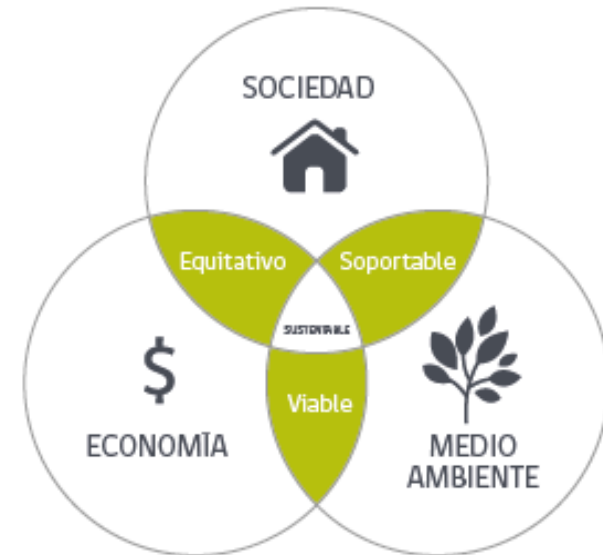 SOCIEDAD
Equitativo
Soportable
SUSTENTABLE
$
Viable
ECONOMÍA
MEDIO
AMBIENTE